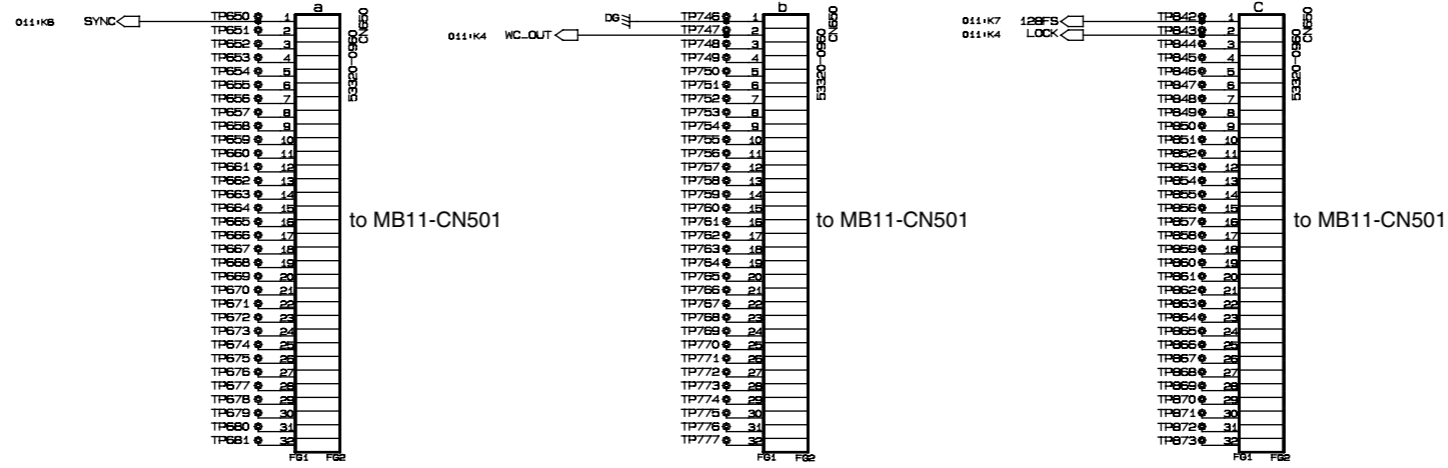 a
011:K6 SYNC TP650 1
TP651 2
TP652 3
TP653 4
TP654 5
TP655 6
TP656 7
TP657 8
TP658 9
TP659 10
TP660 11
TP661 12
TP662 13
TP663 14
TP664 15
TP665 16
TP666 17
TP667 18
TP668 19
TP669 20
TP670 21
TP671 22
TP672 23
TP673 24
TP674 25
TP675 26
TP676 27
TP677 28
TP678 29
TP679 30
TP680 31
TP681 32
FG1 FG2
CN650
53320-0960
to MB11-CN501
b
DG TP746 1
011:K4 WC_OUT TP747 2
TP748 3
TP749 4
TP750 5
TP751 6
TP752 7
TP753 8
TP754 9
TP755 10
TP756 11
TP757 12
TP758 13
TP759 14
TP760 15
TP761 16
TP762 17
TP763 18
TP764 19
TP765 20
TP766 21
TP767 22
TP768 23
TP769 24
TP770 25
TP771 26
TP772 27
TP773 28
TP774 29
TP775 30
TP776 31
TP777 32
FG1 FG2
CN650
53320-0960
to MB11-CN501
c
011:K7 128FS TP842 1
011:K4 LOCK TP843 2
TP844 3
TP845 4
TP846 5
TP847 6
TP848 7
TP849 8
TP850 9
TP851 10
TP852 11
TP853 12
TP854 13
TP855 14
TP856 15
TP857 16
TP858 17
TP859 18
TP860 19
TP861 20
TP862 21
TP863 22
TP864 23
TP865 24
TP866 25
TP867 26
TP868 27
TP869 28
TP870 29
TP871 30
TP872 31
TP873 32
FG1 FG2
CN650
53320-0960
to MB11-CN501